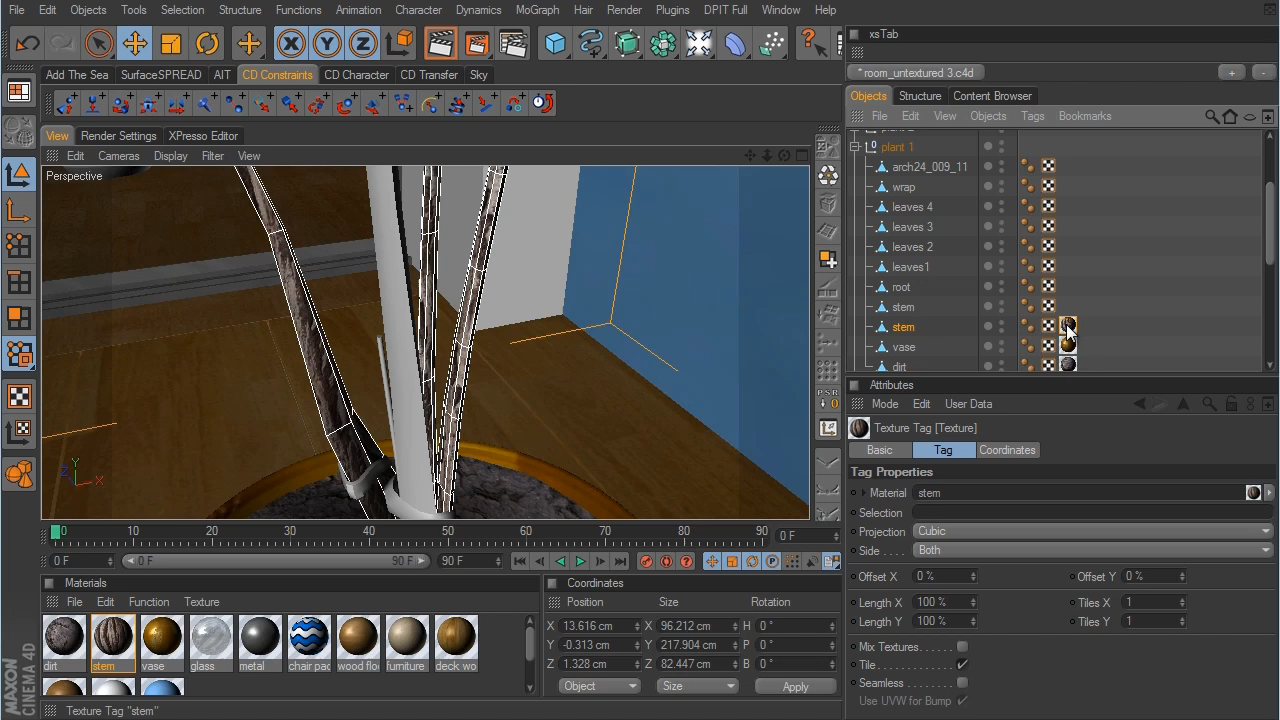 File Edit Objects Tools Selection Structure Functions Animation Character Dynamics MoGraph Hair Render Plugins DPIT Full Window Help
xsTab
* room_untextured 3.c4d
+ -
Add The Sea SurfaceSPREAD AIT CD Constraints CD Character CD Transfer Sky
Objects Structure Content Browser
File Edit View Objects Tags Bookmarks
View Render Settings XPresso Editor
Edit Cameras Display Filter View
Perspective
plant 1
arch24_009_11
wrap
leaves 4
leaves 3
leaves 2
leaves1
root
stem
stem
vase
dirt
Attributes
Mode Edit User Data
Texture Tag [Texture]
Basic Tag Coordinates
Tag Properties
Material stem
Selection
Projection Cubic
Side . . . . Both
Offset X 0 % Offset Y 0 %
Length X 100 % Tiles X 1
Length Y 100 % Tiles Y 1
Mix Textures
Tile
Seamless
Use UVW for Bump
PSR
0
Y
Z X
0 10 20 30 40 50 60 70 80 90 0 F
0 F 0 F 90 F 90 F
Materials
File Edit Function Texture
dirt stem vase glass metal chair pac wood flo furniture deck wo
Coordinates
Position Size Rotation
X 13.616 cm X 96.212 cm H 0 °
Y -0.313 cm Y 217.904 cm P 0 °
Z 1.328 cm Z 82.447 cm B 0 °
Object Size Apply
MAXON
CINEMA 4D
Texture Tag "stem"